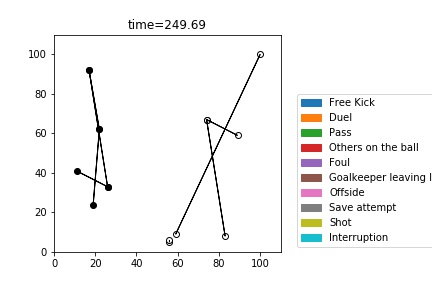 time=249.69
100
80
60
40
20
0
0 20 40 60 80 100
Free Kick
Duel
Pass
Others on the ball
Foul
Goalkeeper leaving l
Offside
Save attempt
Shot
Interruption